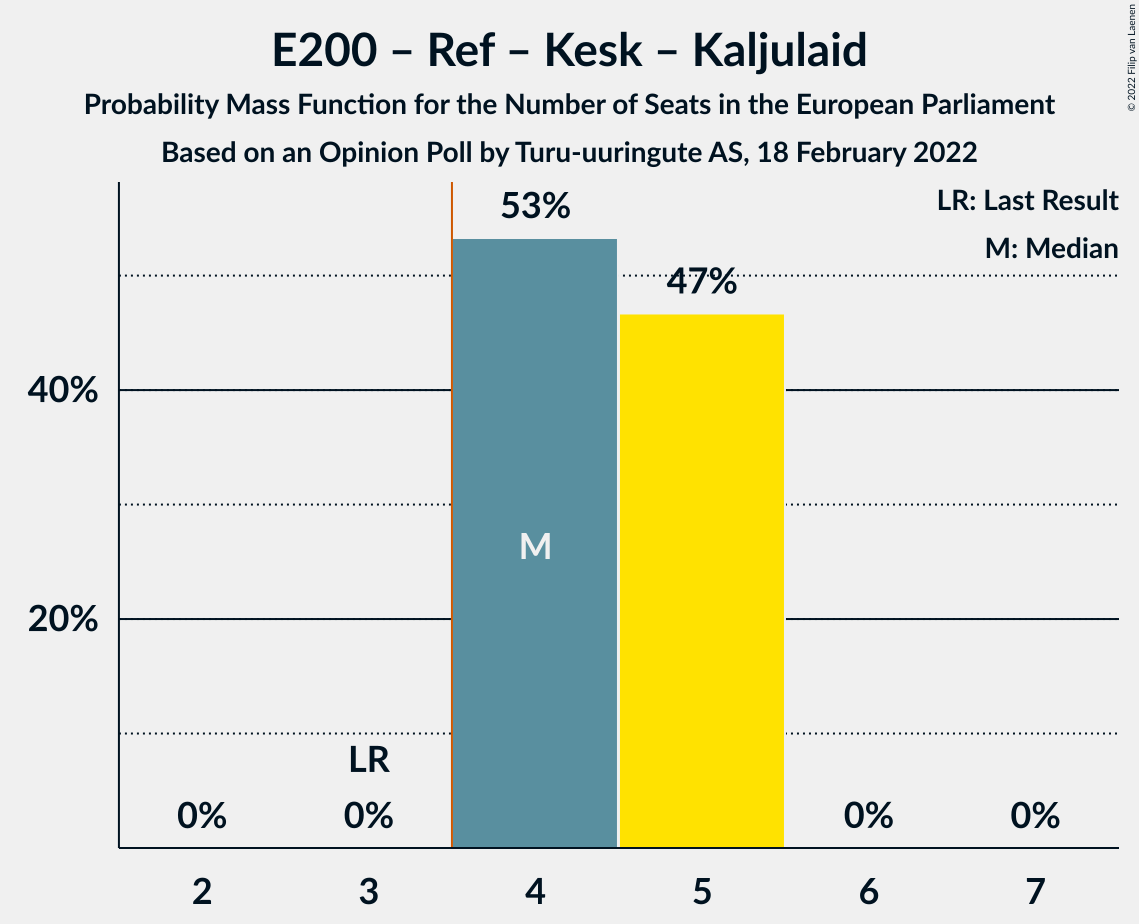 E200 – Ref – Kesk – Kaljulaid
Probability Mass Function for the Number of Seats in the European Parliament
Based on an Opinion Poll by Turu-uuringute AS, 18 February 2022
© 2022 Filip van Laenen
LR: Last Result
M: Median
53%
47%
40%
M
20%
LR
0%
0%
0%
0%
2
3
4
5
6
7